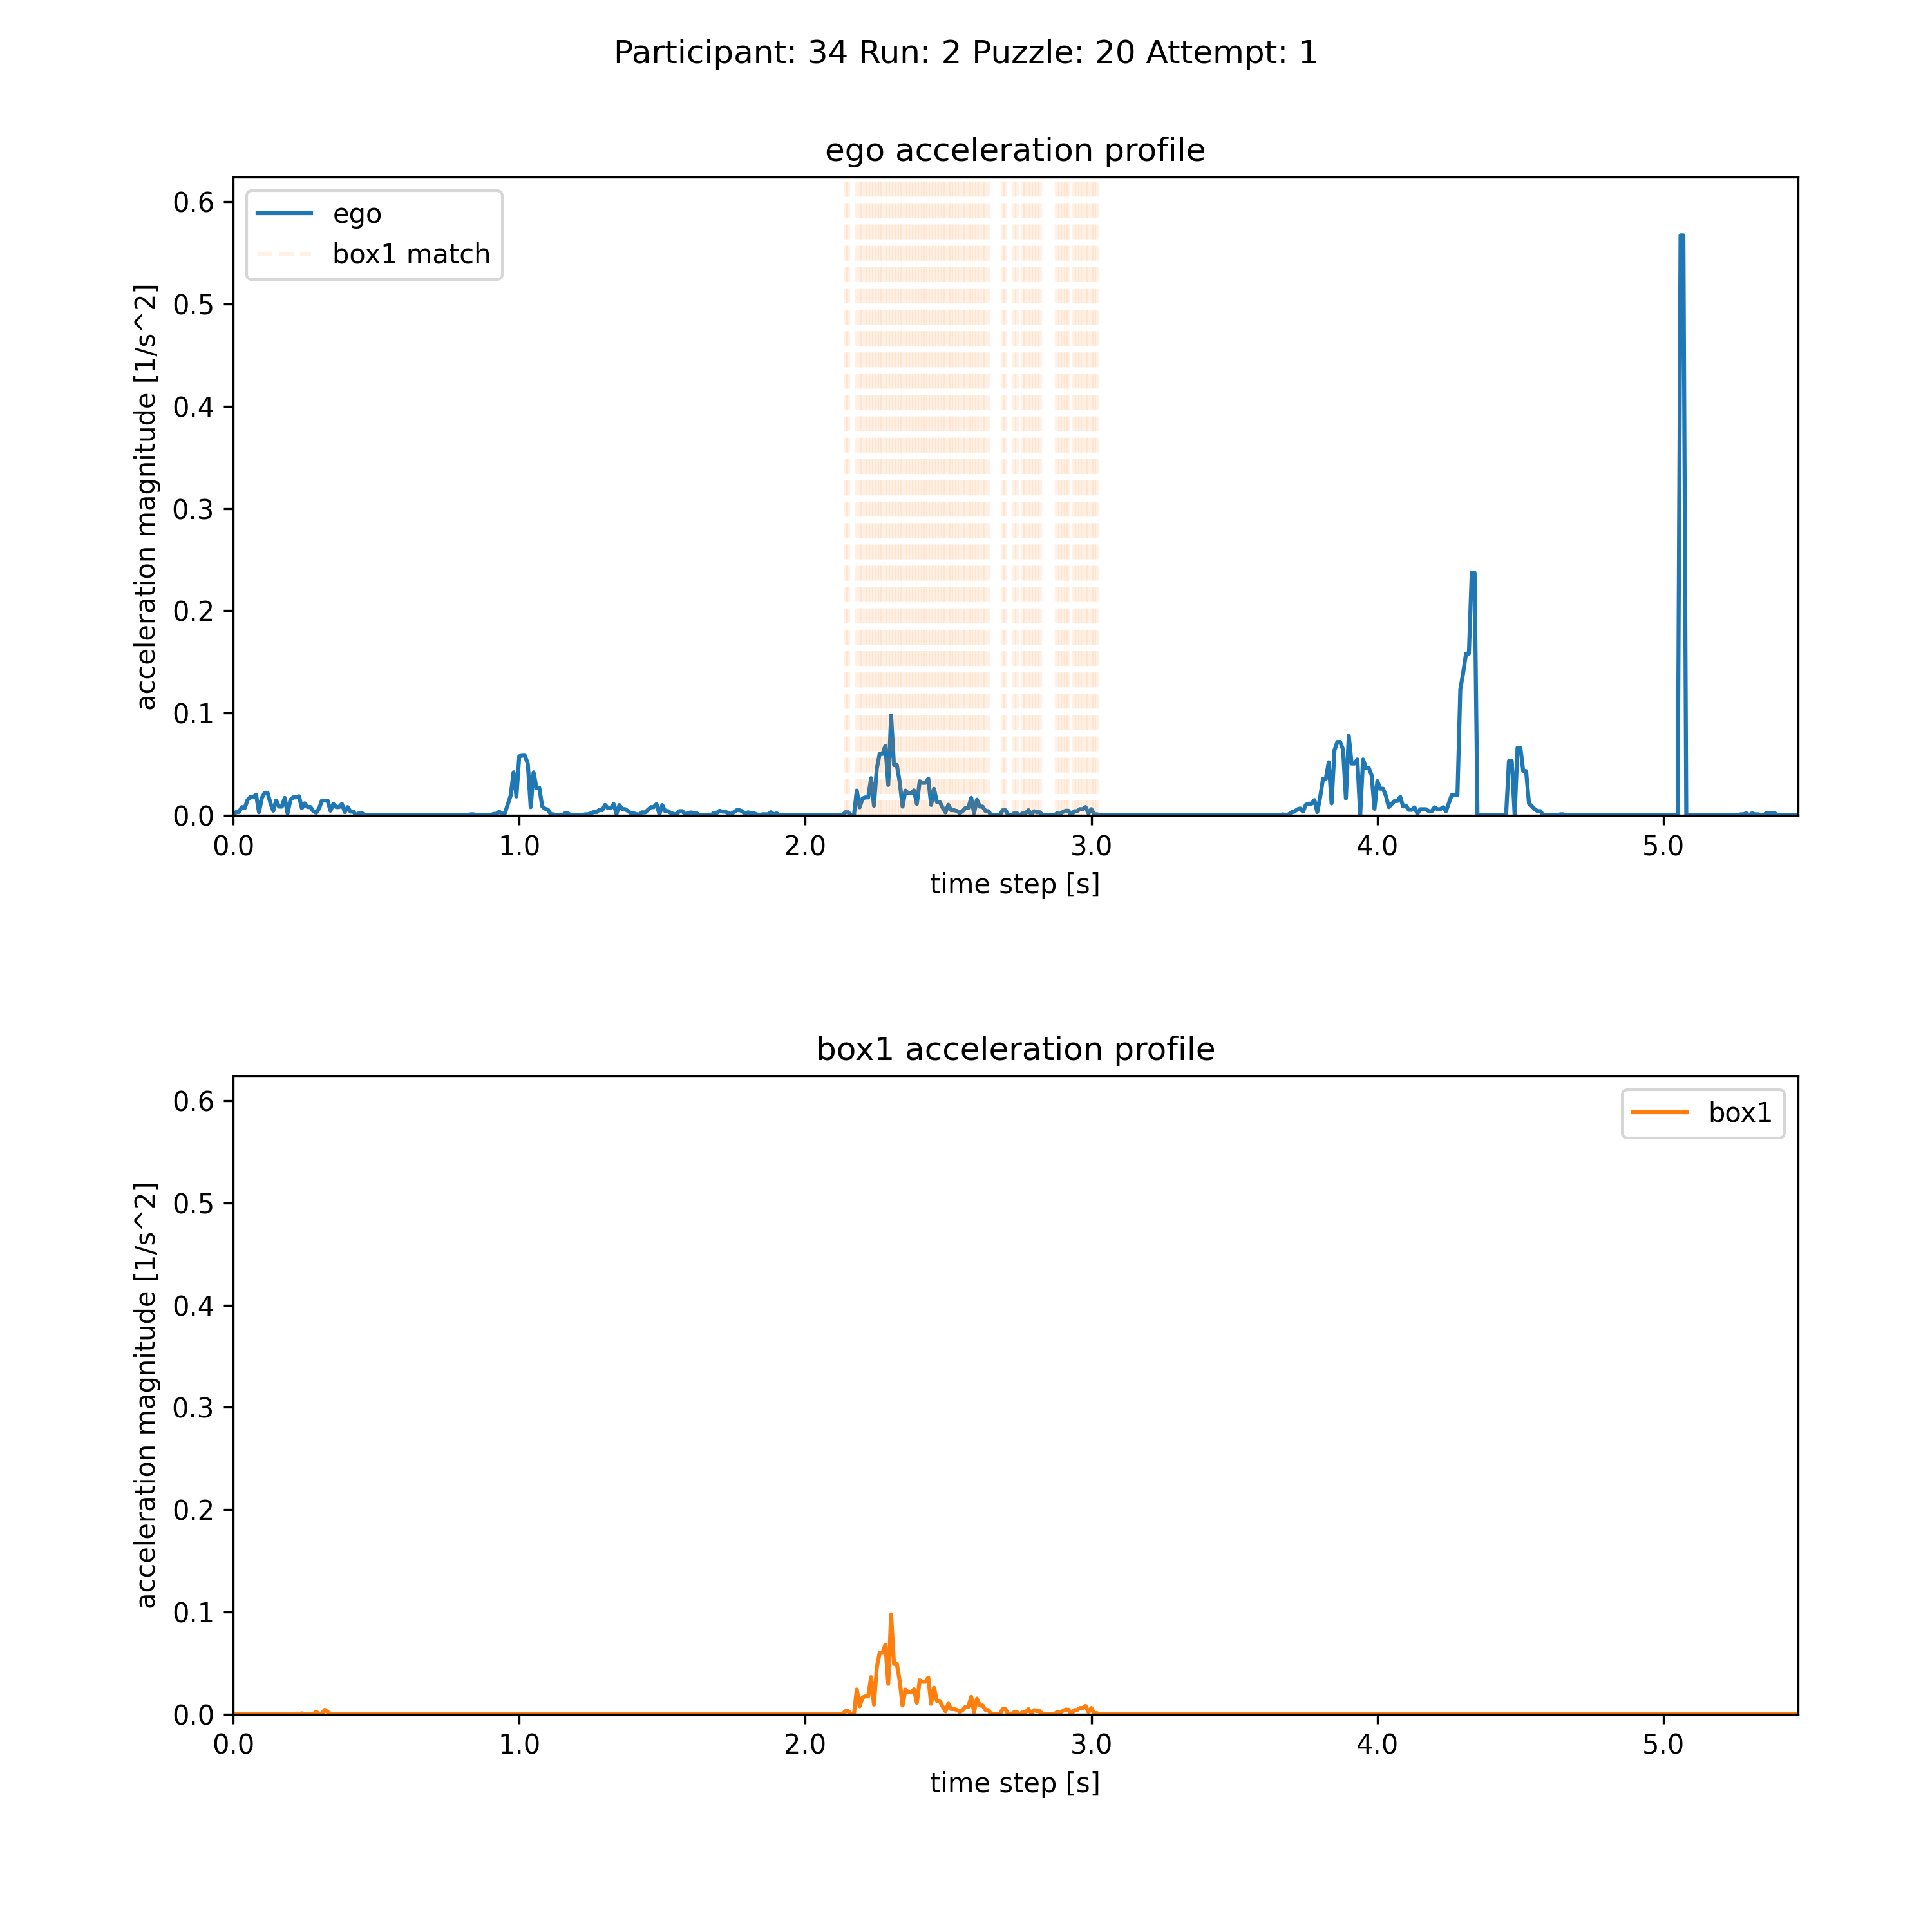 Participant: 34 Run: 2 Puzzle: 20 Attempt: 1
ego acceleration profile
ego
box1 match
acceleration magnitude [1/s^2]
0.6
0.5
0.4
0.3
0.2
0.1
0.0
0.0 1.0 2.0 3.0 4.0 5.0
time step [s]
box1 acceleration profile
box1
acceleration magnitude [1/s^2]
0.6
0.5
0.4
0.3
0.2
0.1
0.0
0.0 1.0 2.0 3.0 4.0 5.0
time step [s]